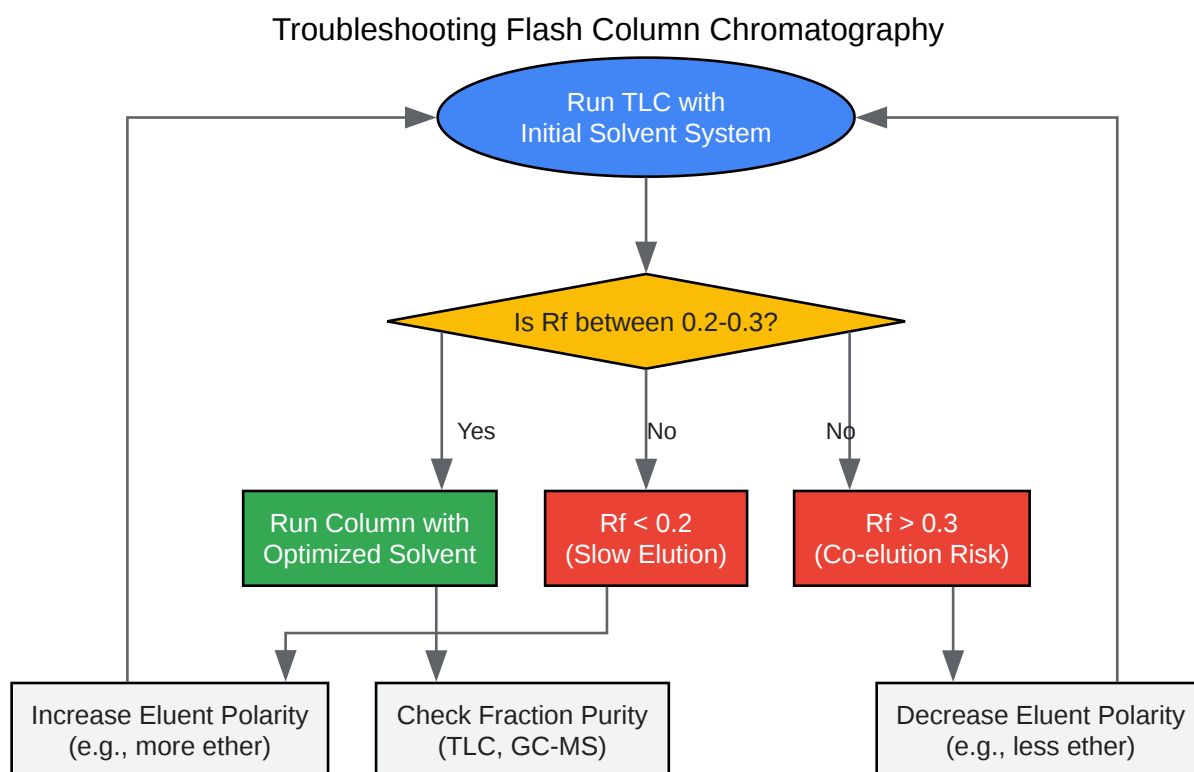 Troubleshooting Flash Column Chromatography
Run TLC with
Initial Solvent System
Is Rf between 0.2-0.3?
Yes
No
No
Run Column with
Optimized Solvent
Rf < 0.2
(Slow Elution)
Rf > 0.3
(Co-elution Risk)
Increase Eluent Polarity
(e.g., more ether)
Check Fraction Purity
(TLC, GC-MS)
Decrease Eluent Polarity
(e.g., less ether)